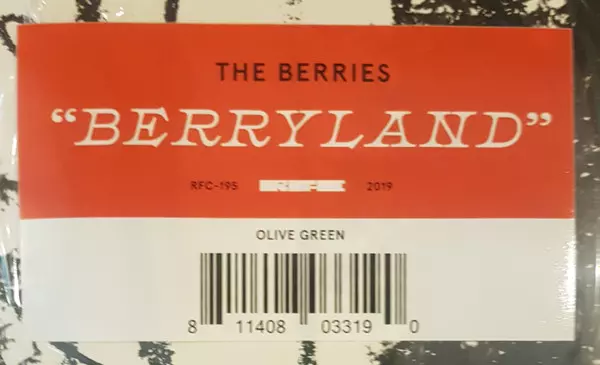 THE BERRIES
“BERRYLAND”
RFC-195 2019
OLIVE GREEN
8 11408 03319 0